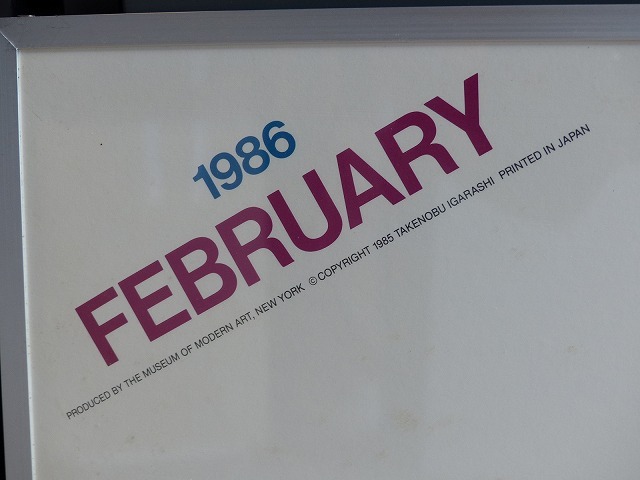 1986
FEBRUARY
PRODUCED BY THE MUSEUM OF MODERN ART, NEW YORK ©COPYRIGHT 1985 TAKENOBU IGARASHI PRINTED IN JAPAN